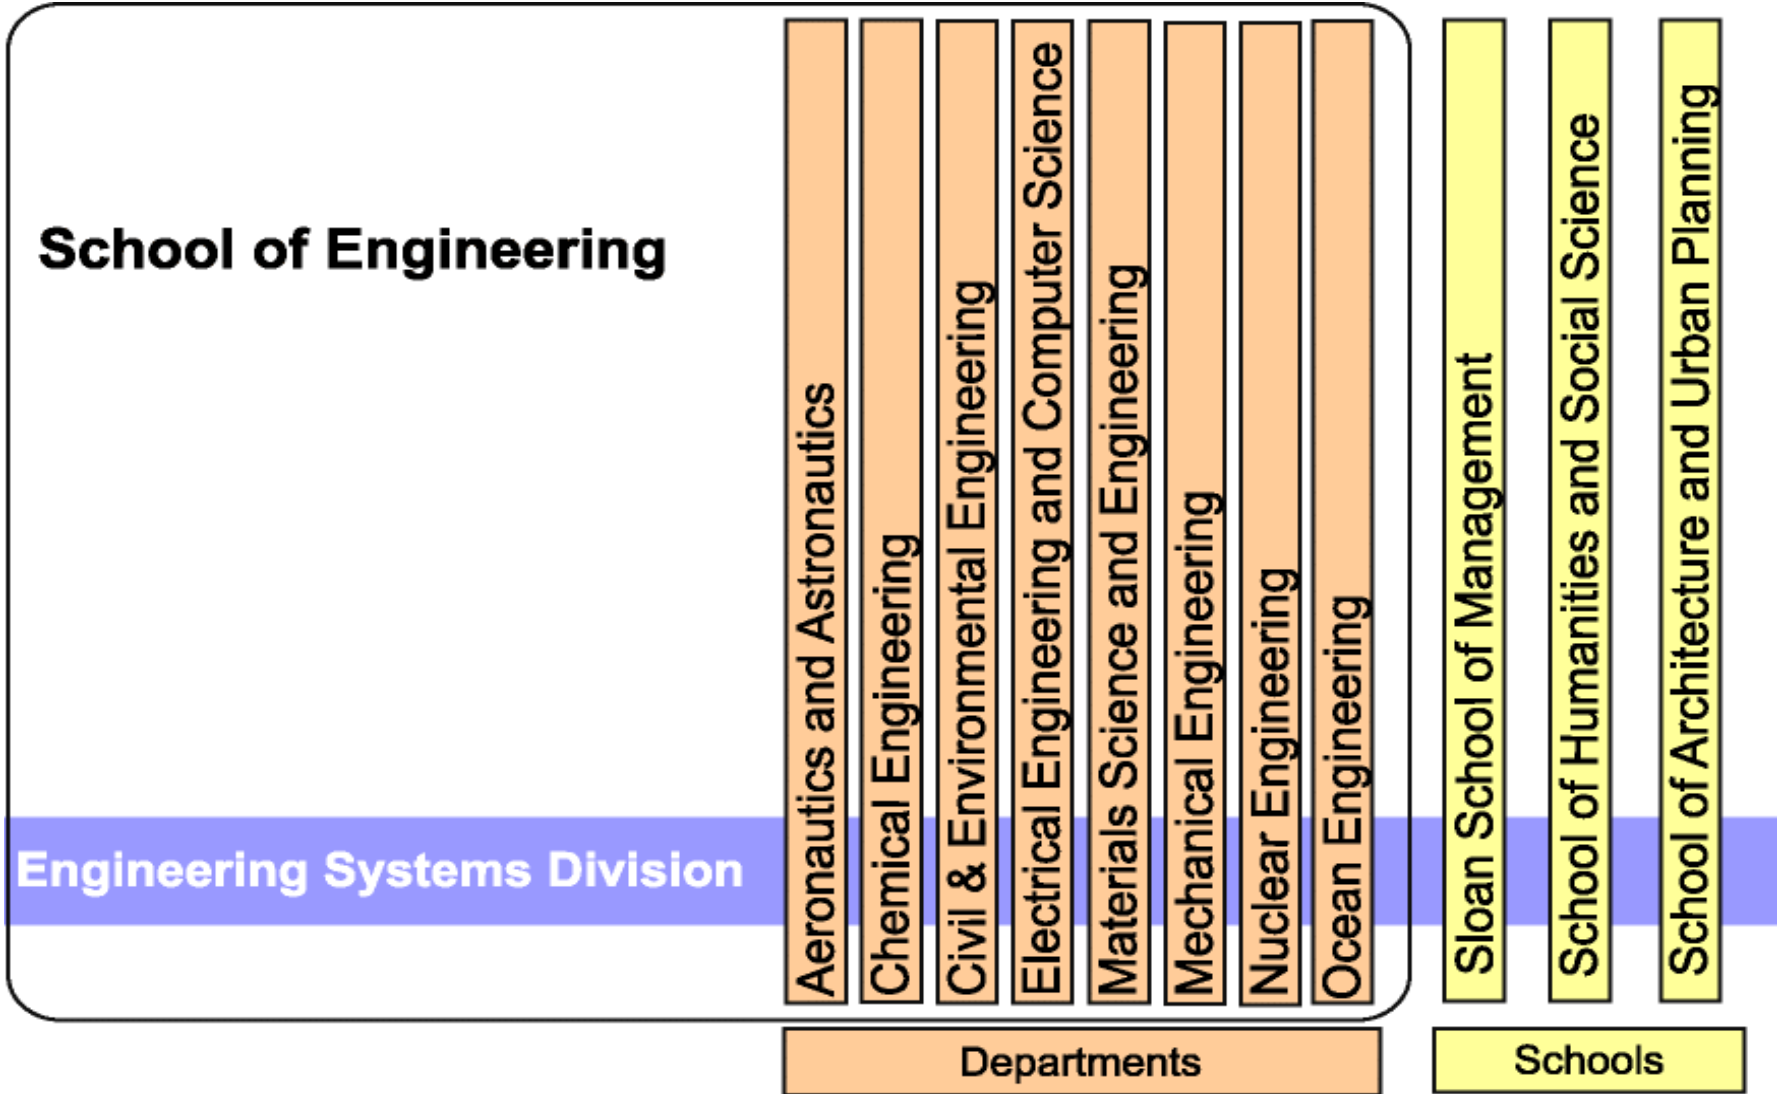 School of Engineering
Engineering Systems Division
Aeronautics and Astronautics
Chemical Engineering
Civil & Environmental Engineering
Electrical Engineering and Computer Science
Materials Science and Engineering
Mechanical Engineering
Nuclear Engineering
Ocean Engineering
Sloan School of Management
School of Humanities and Social Science
School of Architecture and Urban Planning
Departments
Schools